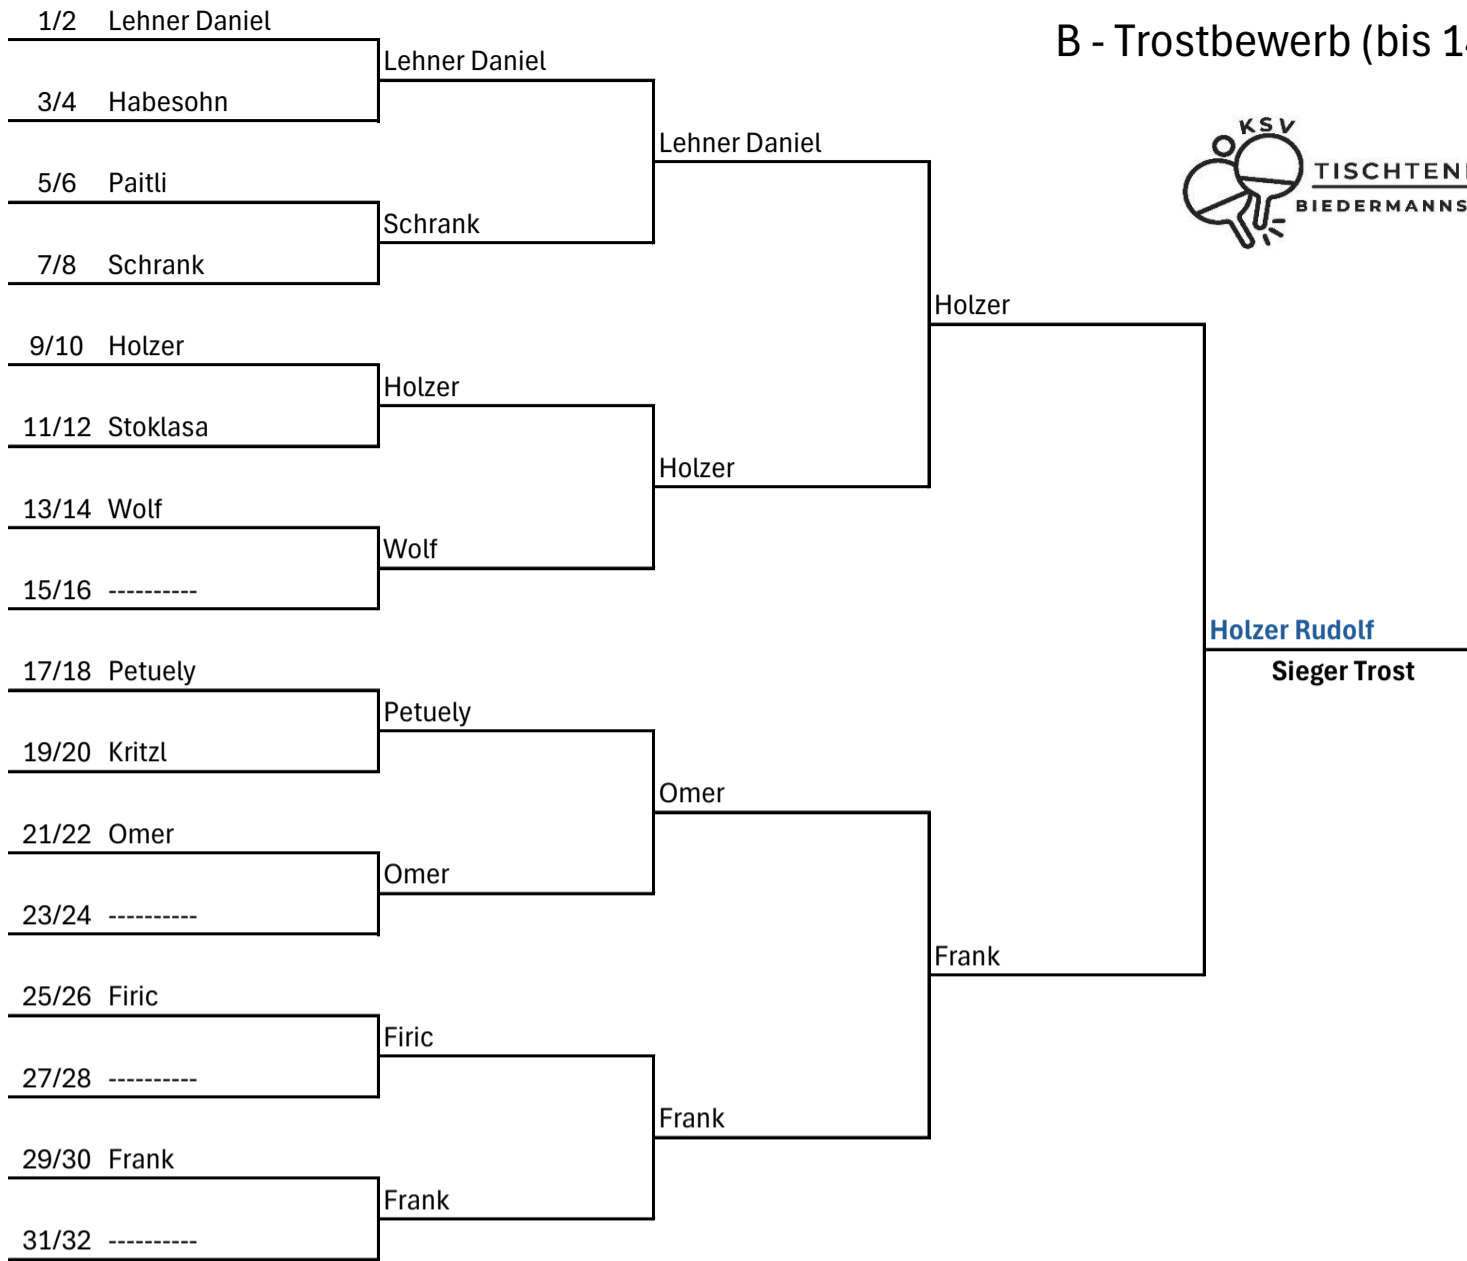 B - Trostbewerb (bis 14
KSV
TISCHTEN
BIEDERMANNS
1/2 Lehner Daniel
Lehner Daniel
3/4 Habesohn
Lehner Daniel
5/6 Paitli
Schrank
7/8 Schrank
Holzer
9/10 Holzer
Holzer
11/12 Stoklasa
Holzer
13/14 Wolf
Wolf
15/16 ----------
Holzer Rudolf
Sieger Trost
17/18 Petuely
Petuely
19/20 Kritzl
Omer
21/22 Omer
Omer
23/24 ----------
Frank
25/26 Firic
Firic
27/28 ----------
Frank
29/30 Frank
Frank
31/32 ----------